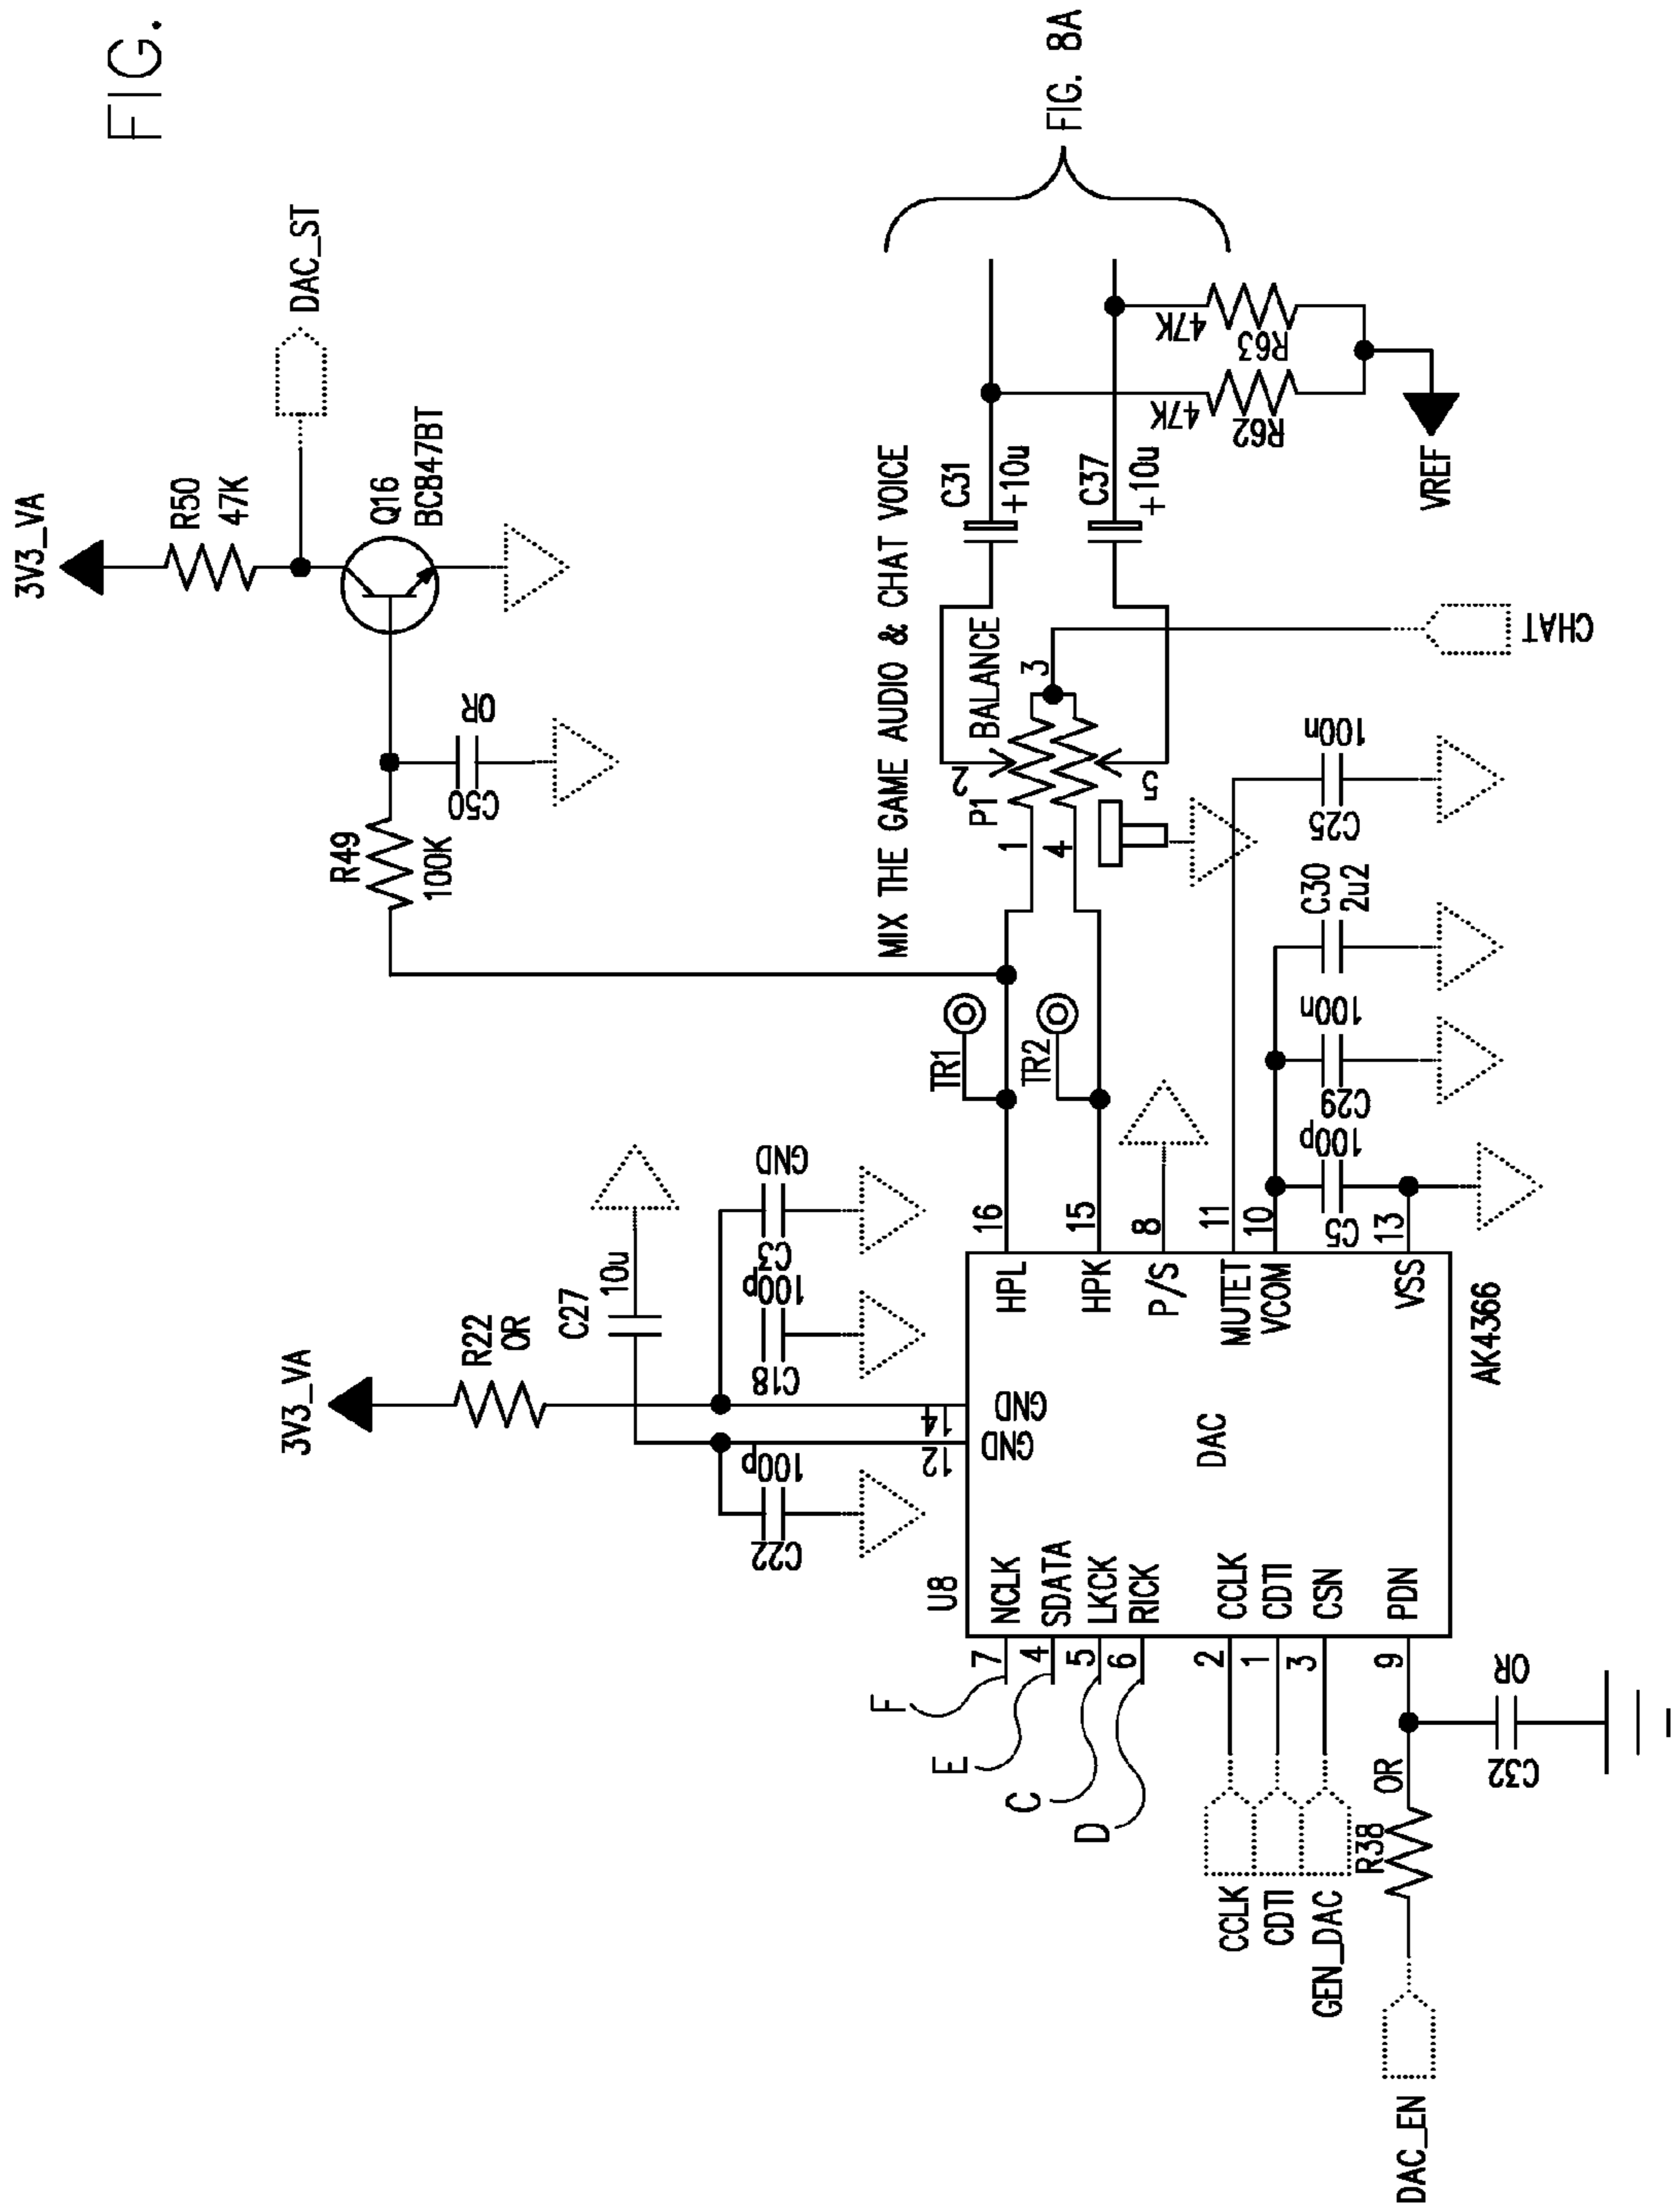 FIG.
3V3_VA
R50
47K
DAC_ST
Q16
BC847BT
R49
100K
C50
0R
3V3_VA
R22
0R
C27
10u
C22
100p
C18
100p
C3
GND
MIX THE GAME AUDIO & CHAT VOICE
TR1
TR2
P1
BALANCE
1
2
3
4
5
C31
+10u
C37
+10u
FIG. 8A
47K
R62
47K
R63
VREF
CHAT
U8
DAC
AK4366
12
GND
14
GND
7
NCLK
4
SDATA
5
LKCK
6
RICK
2
CCLK
1
CDTI
3
CSN
9
PDN
HPL
16
HPK
15
P/S
8
MUTET
11
VCOM
10
VSS
13
C5
100p
C29
100n
C30
2u2
C25
100n
F
E
C
D
CCLK
CDTI
GEN_DAC
DAC_EN
R38
0R
C32
0R